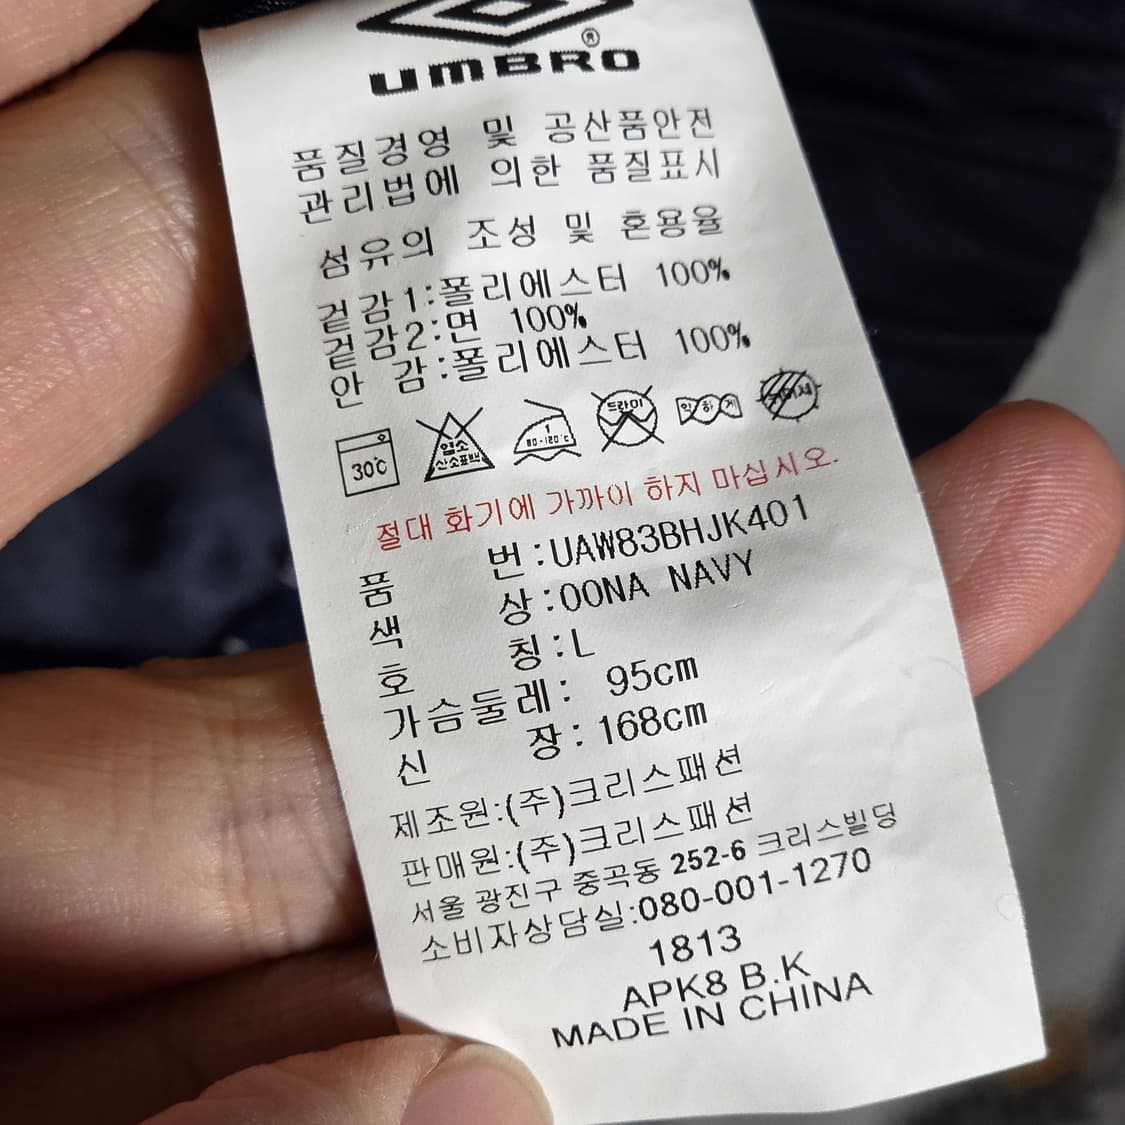 UMBRO®
품질경영 및 공산품안전
관리법에 의한 품질표시
섬유의 조성 및 혼용율
겉감1:폴리에스터 100%
겉감2:면 100%
안 감:폴리에스터 100%
30℃ 염소 산소표백 1 80-120℃ 드라이 약하게
절대 화기에 가까이 하지 마십시오.
품 번:UAW83BHJK401
색 상:00NA NAVY
호 칭:L
가슴둘레: 95cm
신 장:168cm
제조원:(주)크리스패션
판매원:(주)크리스패션
서울 광진구 중곡동 252-6 크리스빌딩
소비자상담실:080-001-1270
1813
APK8 B.K
MADE IN CHINA